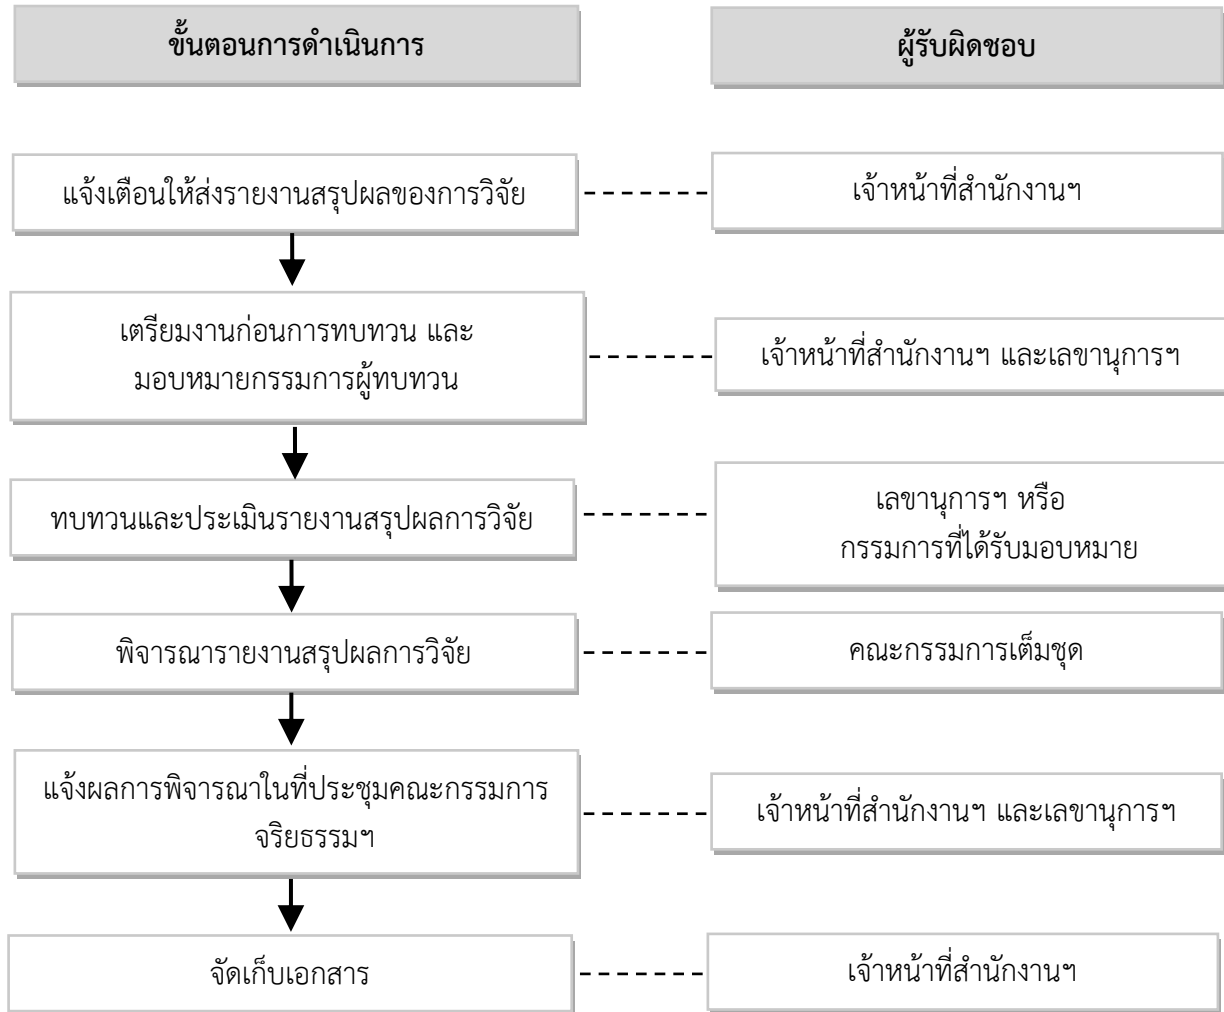 ขั้นตอนการดำเนินการ
ผู้รับผิดชอบ
แจ้งเตือนให้ส่งรายงานสรุปผลของการวิจัย
เจ้าหน้าที่สำนักงานฯ
เตรียมงานก่อนการทบทวน และ
มอบหมายกรรมการผู้ทบทวน
เจ้าหน้าที่สำนักงานฯ และเลขานุการฯ
ทบทวนและประเมินรายงานสรุปผลการวิจัย
เลขานุการฯ หรือ
กรรมการที่ได้รับมอบหมาย
พิจารณารายงานสรุปผลการวิจัย
คณะกรรมการเต็มชุด
แจ้งผลการพิจารณาในที่ประชุมคณะกรรมการ
จริยธรรมฯ
เจ้าหน้าที่สำนักงานฯ และเลขานุการฯ
จัดเก็บเอกสาร
เจ้าหน้าที่สำนักงานฯ